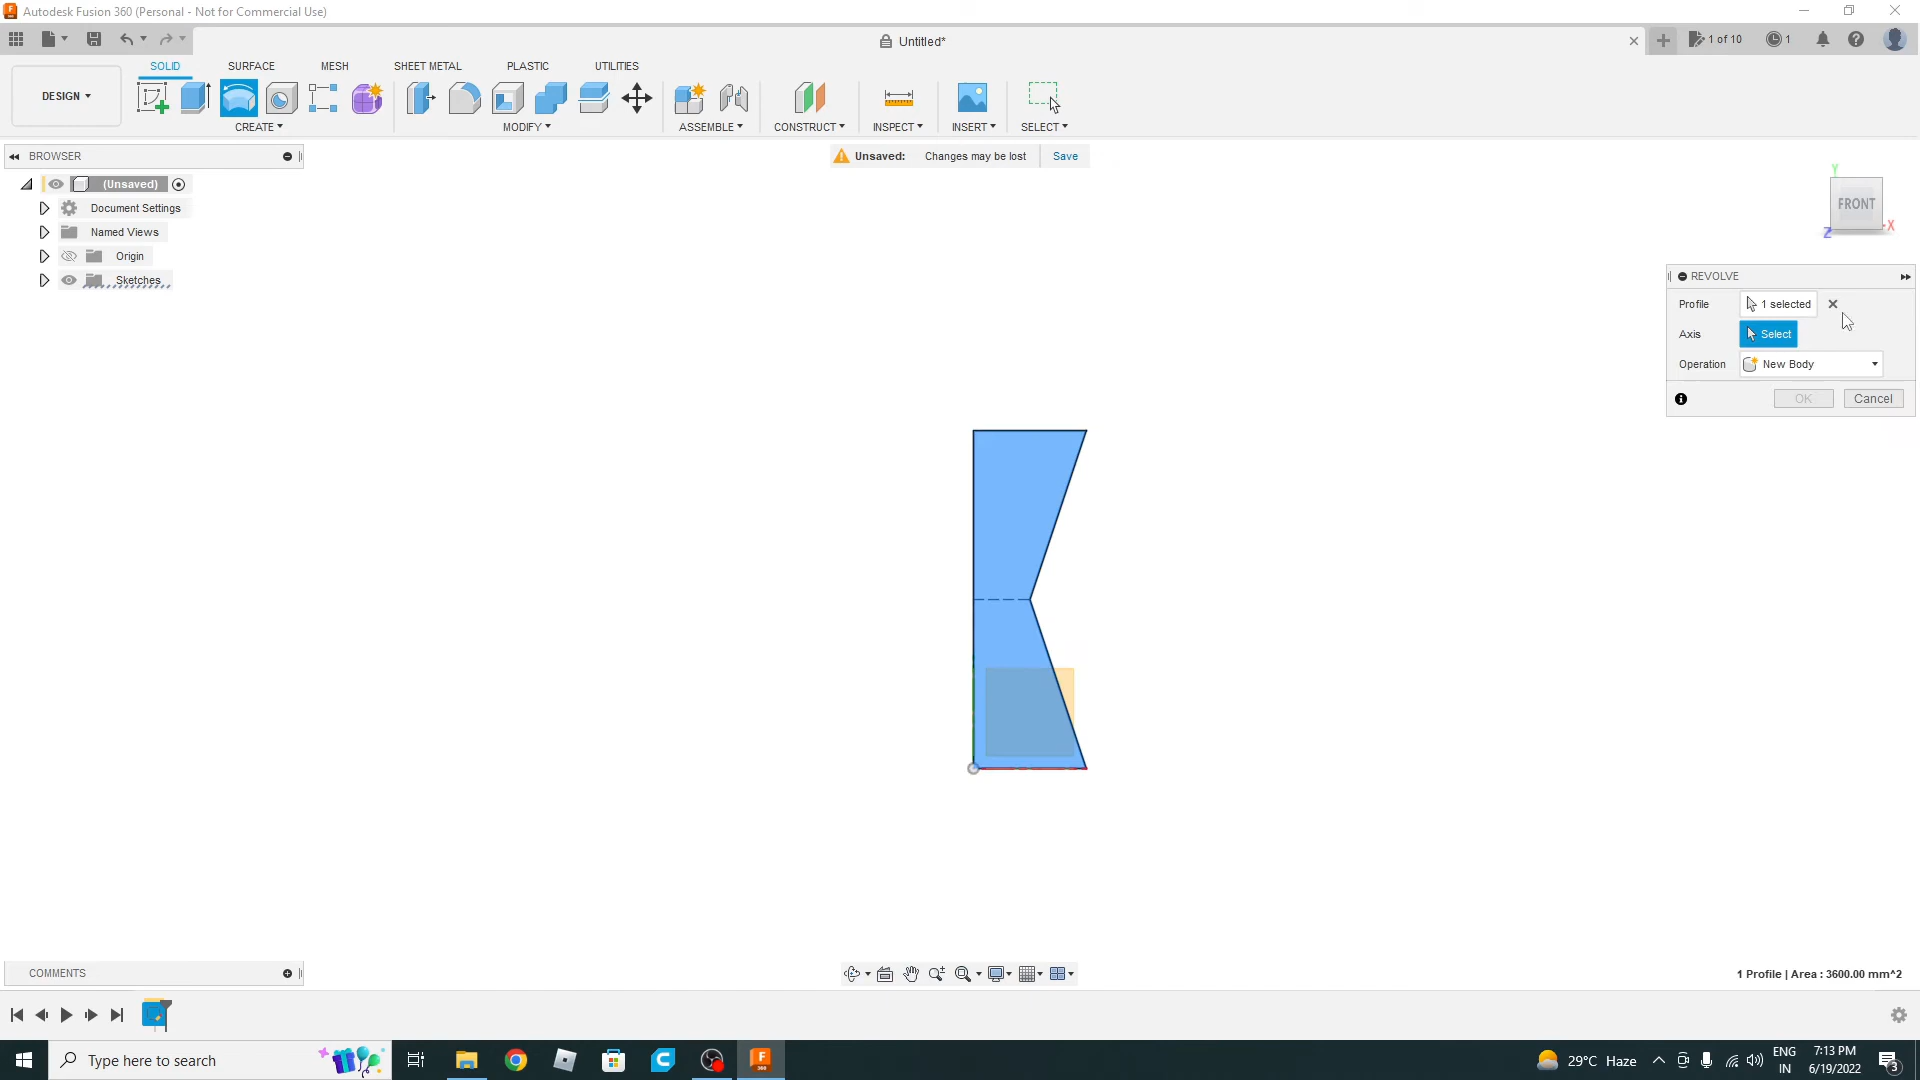 Autodesk Fusion 360 (Personal - Not for Commercial Use)
Untitled*
1 of 10
1
DESIGN
SOLID
SURFACE
MESH
SHEET METAL
PLASTIC
UTILITIES
CREATE
MODIFY
ASSEMBLE
CONSTRUCT
INSPECT
INSERT
SELECT
BROWSER
Unsaved: Changes may be lost Save
(Unsaved)
Document Settings
Named Views
Origin
Sketches
Y
FRONT
X
Z
REVOLVE
Profile 1 selected
Axis Select
Operation New Body
OK Cancel
COMMENTS
1 Profile | Area : 3600.00 mm^2
Type here to search
F
360
29°C Haze
ENG
IN
7:13 PM
6/19/2022
3